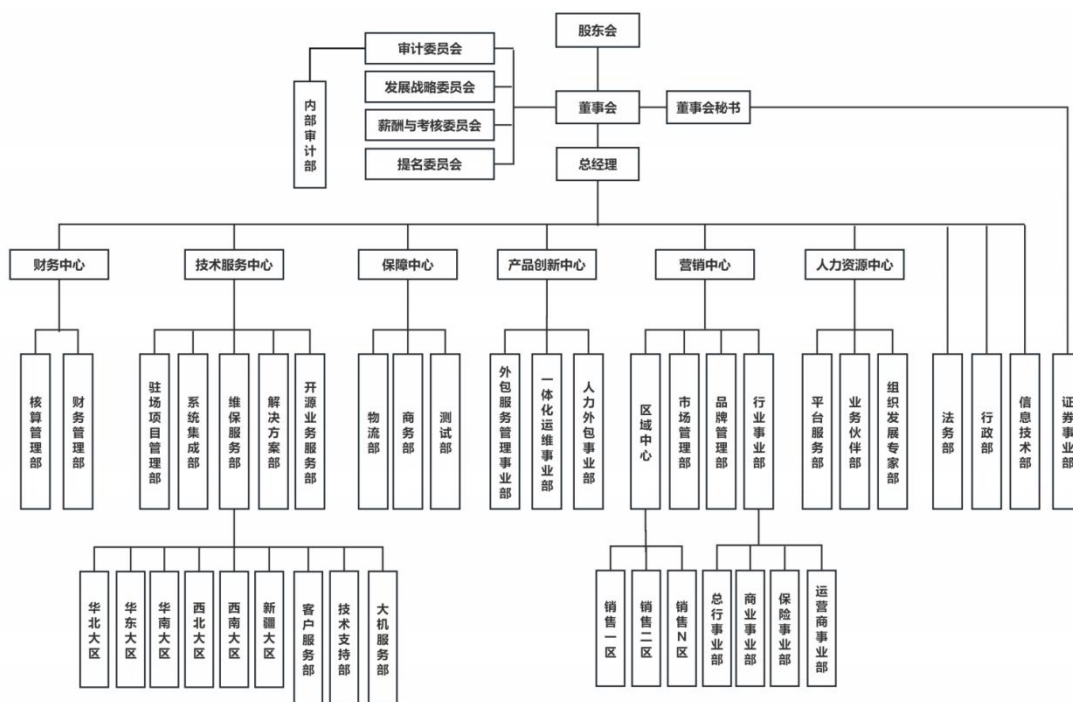 股东会
审计委员会
发展战略委员会
董事会
董事会秘书
薪酬与考核委员会
提名委员会
总经理
内部审计部
财务中心
技术服务中心
保障中心
产品创新中心
营销中心
人力资源中心
核算管理部
财务管理部
驻场项目管理部
系统集成部
维保服务部
解决方案部
开源业务服务部
物流部
商务部
测试部
外包服务管理事业部
一体化运维事业部
人力外包事业部
区域中心
市场管理部
品牌管理部
行业事业部
平台服务部
业务伙伴部
组织发展专家部
法务部
行政部
信息技术部
证券事业部
华北大区
华东大区
华南大区
西北大区
西南大区
新疆大区
客户服务部
技术支持部
大机服务部
销售一区
销售二区
销售N区
总行事业部
商业事业部
保险事业部
运营商事业部